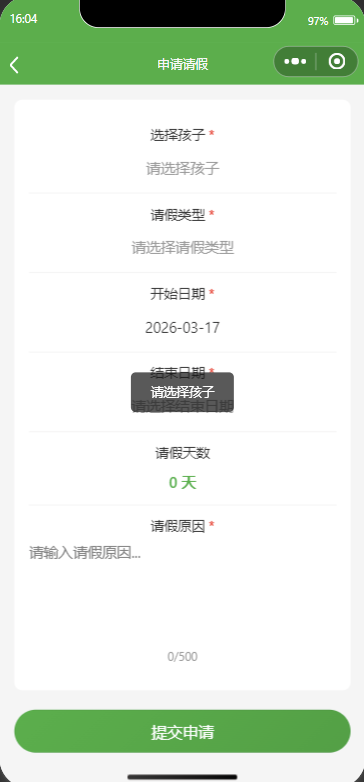 16:04
97%
申请请假
选择孩子 *
请选择孩子
请假类型 *
请选择请假类型
开始日期 *
2026-03-17
结束日期 *
请选择孩子
请选择结束日期
请假天数
0 天
请假原因 *
请输入请假原因...
0/500
提交申请